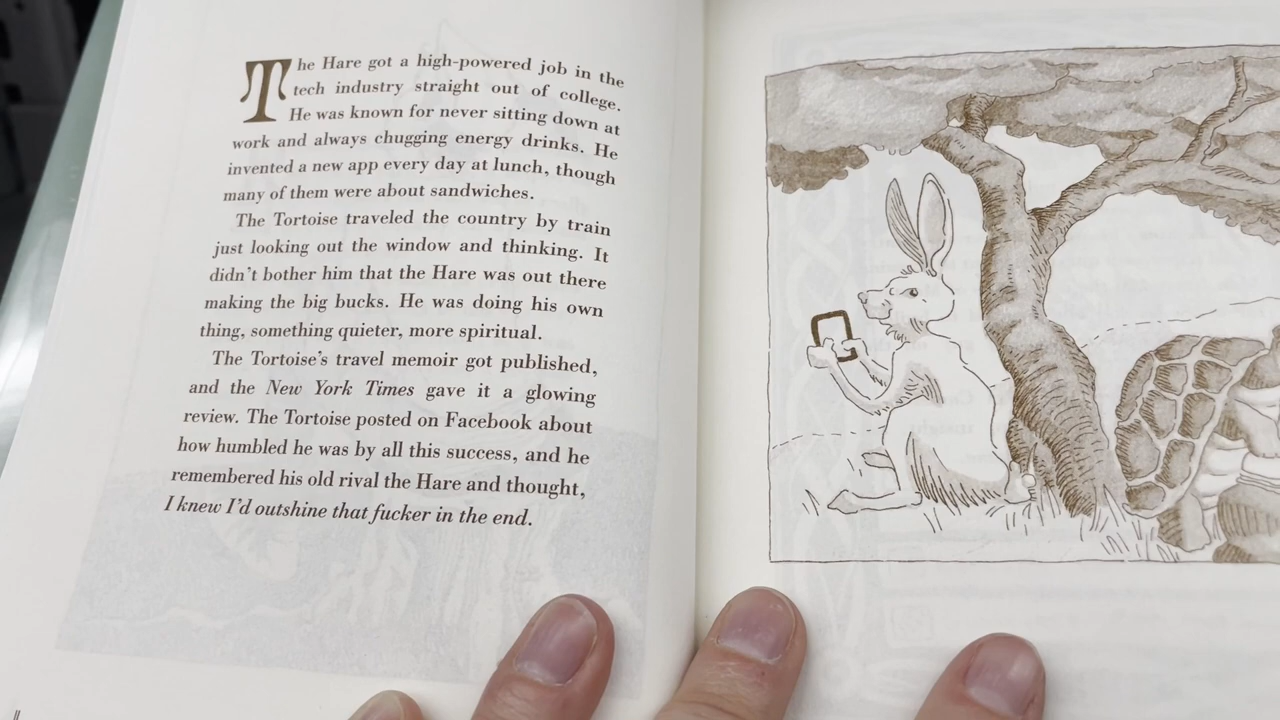 The Hare got a high-powered job in the
tech industry straight out of college.
He was known for never sitting down at
work and always chugging energy drinks. He
invented a new app every day at lunch, though
many of them were about sandwiches.
The Tortoise traveled the country by train
just looking out the window and thinking. It
didn't bother him that the Hare was out there
making the big bucks. He was doing his own
thing, something quieter, more spiritual.
The Tortoise's travel memoir got published,
and the New York Times gave it a glowing
review. The Tortoise posted on Facebook about
how humbled he was by all this success, and he
remembered his old rival the Hare and thought,
I knew I'd outshine that fucker in the end.